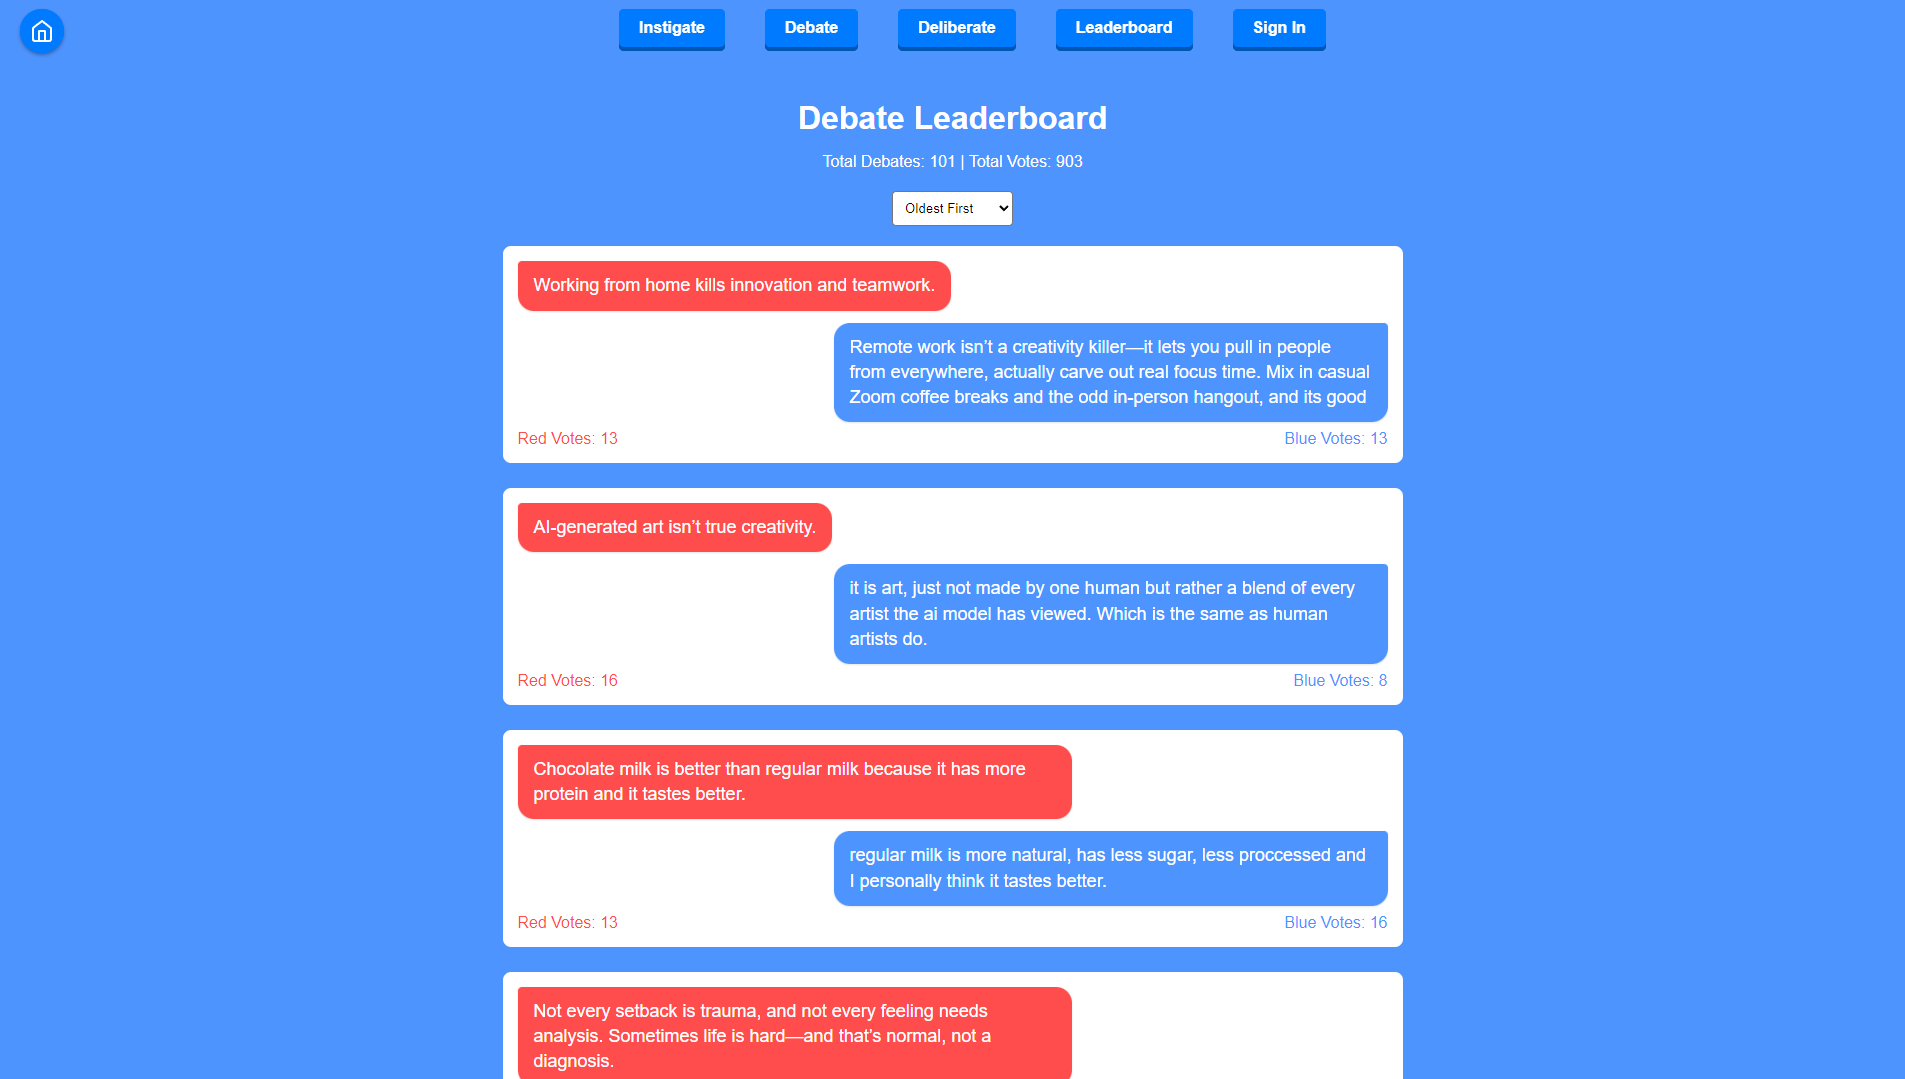 Instigate
Debate
Deliberate
Leaderboard
Sign In
Debate Leaderboard
Total Debates: 101 | Total Votes: 903
Oldest First
Working from home kills innovation and teamwork.
Remote work isn’t a creativity killer—it lets you pull in people
from everywhere, actually carve out real focus time. Mix in casual
Zoom coffee breaks and the odd in-person hangout, and its good
Red Votes: 13
Blue Votes: 13
AI-generated art isn’t true creativity.
it is art, just not made by one human but rather a blend of every
artist the ai model has viewed. Which is the same as human
artists do.
Red Votes: 16
Blue Votes: 8
Chocolate milk is better than regular milk because it has more
protein and it tastes better.
regular milk is more natural, has less sugar, less proccessed and
I personally think it tastes better.
Red Votes: 13
Blue Votes: 16
Not every setback is trauma, and not every feeling needs
analysis. Sometimes life is hard—and that’s normal, not a
diagnosis.